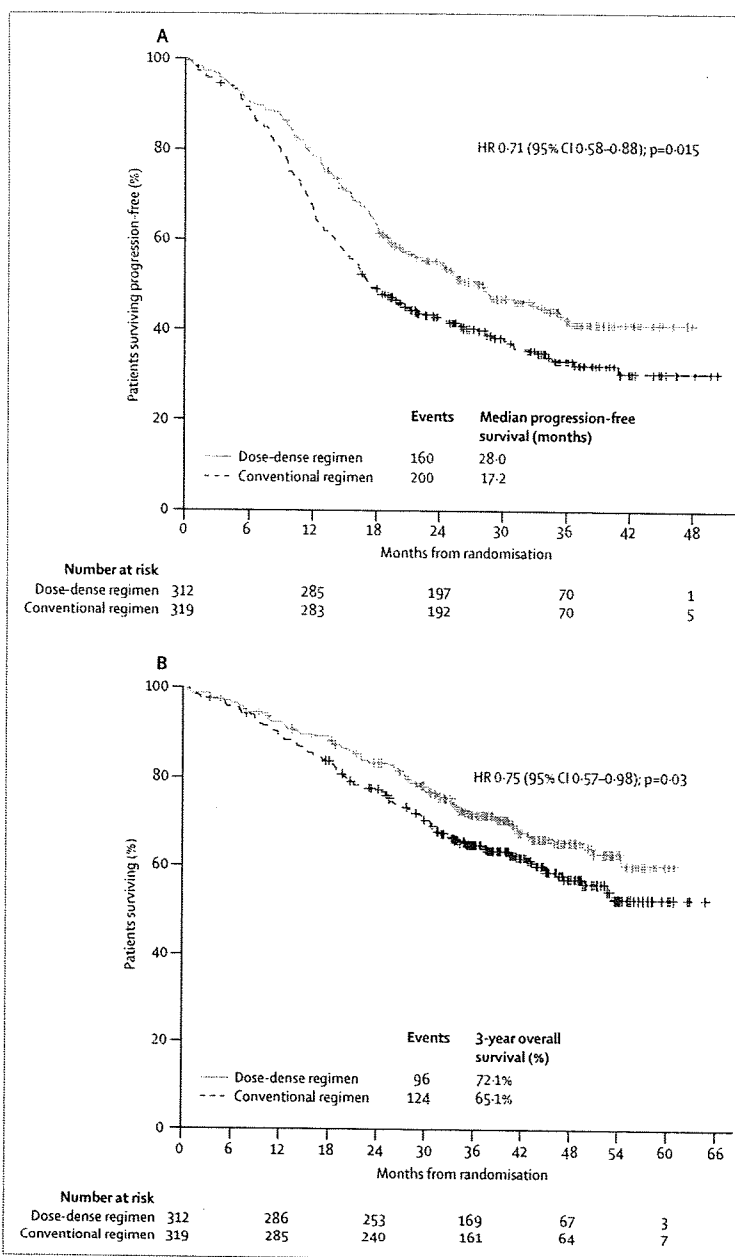 A
100
80
60
40
20
0
Patients surviving progression-free (%)
HR 0·71 (95% CI 0·58–0·88); p=0·015
Events Median progression-free
survival (months)
Dose-dense regimen 160 28·0
Conventional regimen 200 17·2
0 6 12 18 24 30 36 42 48
Months from randomisation
Number at risk
Dose-dense regimen 312 285 197 70 1
Conventional regimen 319 283 192 70 5
B
100
80
60
40
20
0
Patients surviving (%)
HR 0·75 (95% CI 0·57–0·98); p=0·03
Events 3-year overall
survival (%)
Dose-dense regimen 96 72·1%
Conventional regimen 124 65·1%
0 6 12 18 24 30 36 42 48 54 60 66
Months from randomisation
Number at risk
Dose-dense regimen 312 286 253 169 67 3
Conventional regimen 319 285 240 161 64 7